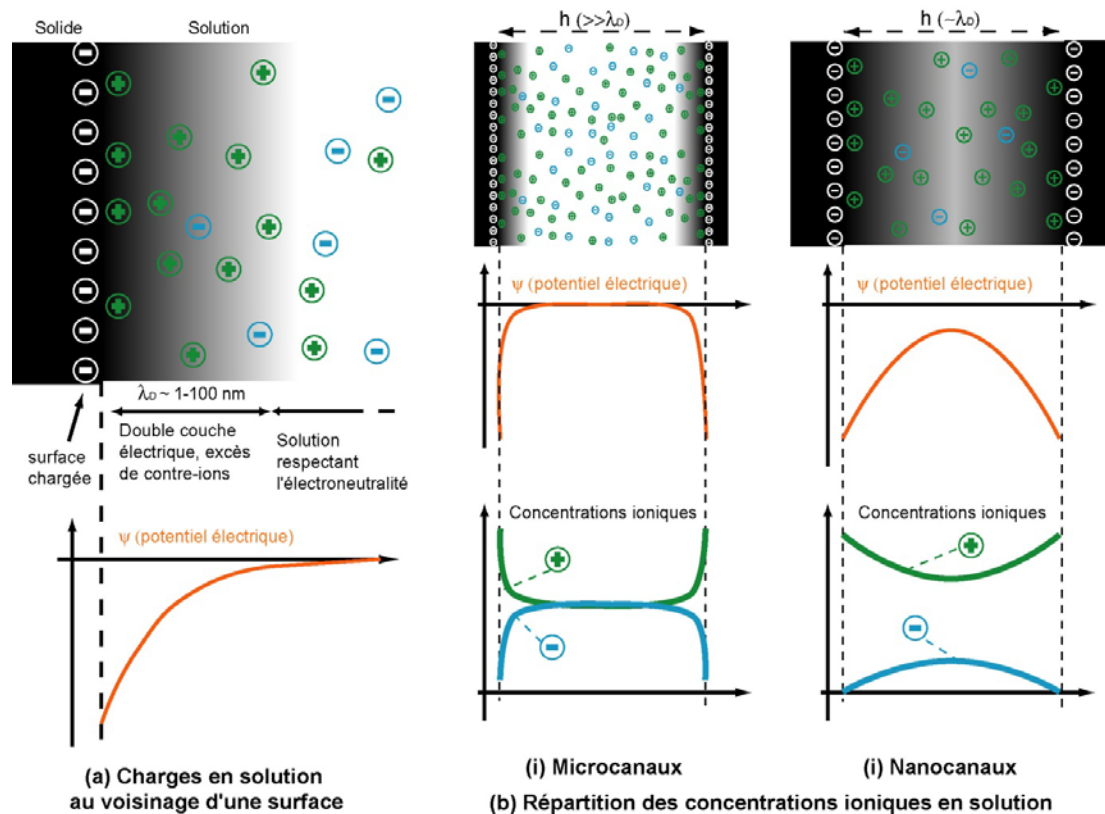 Solide
Solution
λD ~ 1-100 nm
surface
chargée
Double couche
électrique, excès
de contre-ions
Solution
respectant
l'électroneutralité
ψ (potentiel électrique)
(a) Charges en solution
au voisinage d'une surface
h (>>λD)
ψ (potentiel électrique)
Concentrations ioniques
(i) Microcanaux
h (~λD)
ψ (potentiel électrique)
Concentrations ioniques
(i) Nanocanaux
(b) Répartition des concentrations ioniques en solution